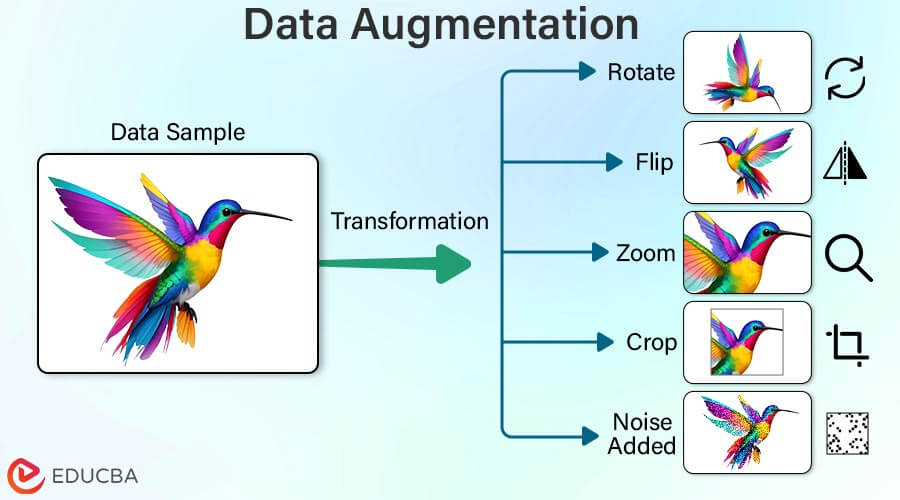 Data Augmentation
Data Sample
Transformation
Rotate
Flip
Zoom
Crop
Noise
Added
EDUCBA